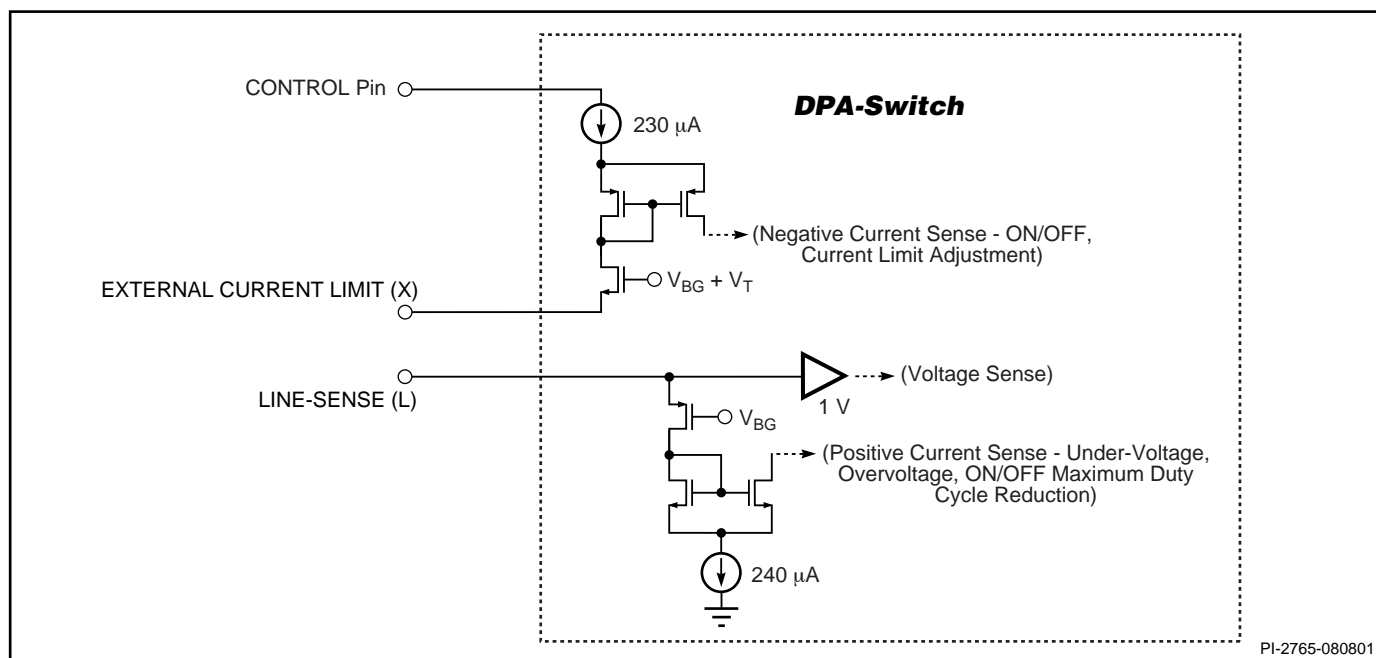 CONTROL Pin
DPA-Switch
230 μA
(Negative Current Sense - ON/OFF,
Current Limit Adjustment)
V_BG + V_T
EXTERNAL CURRENT LIMIT (X)
LINE-SENSE (L)
(Voltage Sense)
1 V
V_BG
(Positive Current Sense - Under-Voltage,
Overvoltage, ON/OFF Maximum Duty
Cycle Reduction)
240 μA
PI-2765-080801